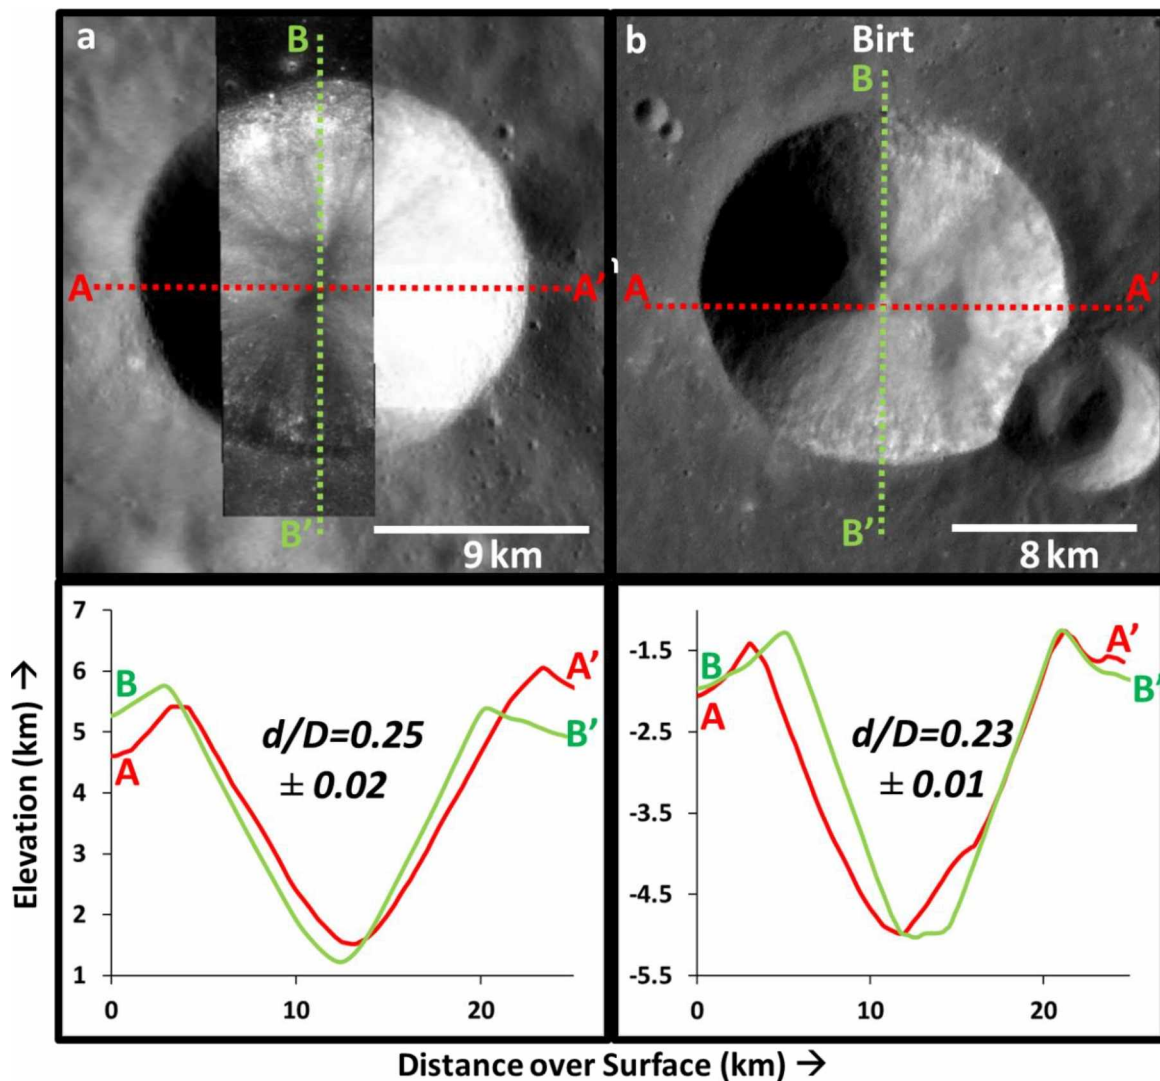 a
B
A
A'
B'
9 km
b
Birt
B
A
A'
B'
8 km
Elevation (km) →
7
6
5
4
3
2
1
B
A
A'
B'
d/D=0.25
± 0.02
0
10
20
-1.5
-2.5
-3.5
-4.5
-5.5
B
A
A'
B'
d/D=0.23
± 0.01
0
10
20
Distance over Surface (km) →